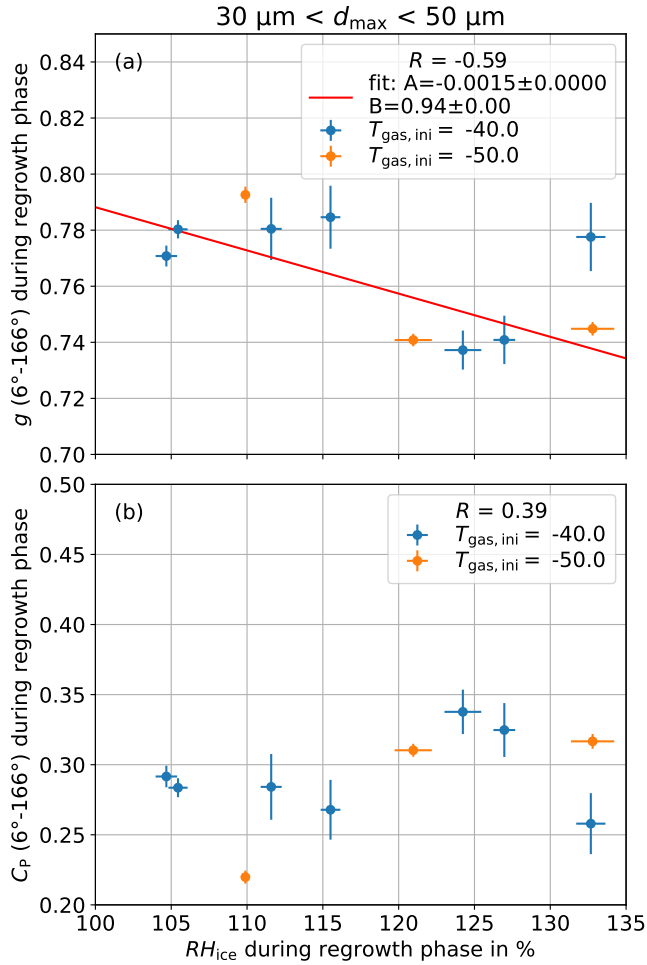 30 µm < dmax < 50 µm
(a)
R = -0.59
fit: A=-0.0015±0.0000
B=0.94±0.00
Tgas, ini = -40.0
Tgas, ini = -50.0
0.84
0.82
0.80
0.78
0.76
0.74
0.72
0.70
g (6°-166°) during regrowth phase
(b)
R = 0.39
Tgas, ini = -40.0
Tgas, ini = -50.0
0.50
0.45
0.40
0.35
0.30
0.25
0.20
CP (6°-166°) during regrowth phase
100 105 110 115 120 125 130 135
RHice during regrowth phase in %